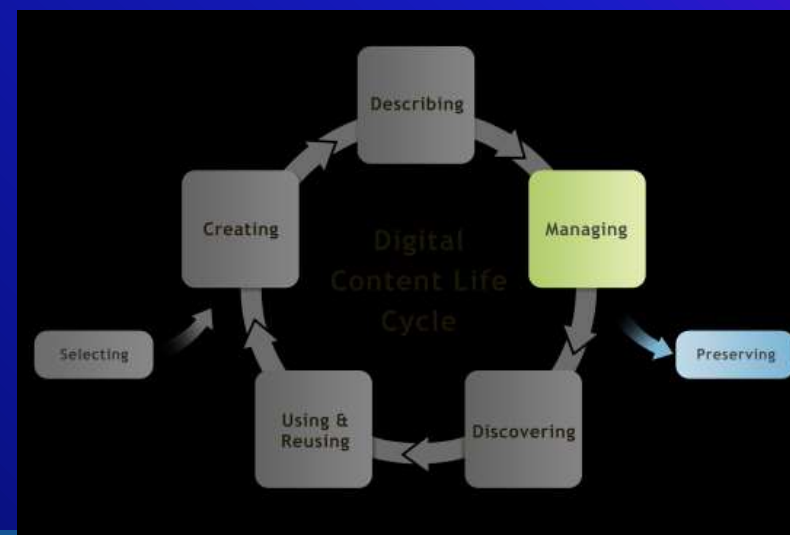 Describing
Creating
Managing
Digital
Content Life
Cycle
Selecting
Preserving
Using &
Reusing
Discovering